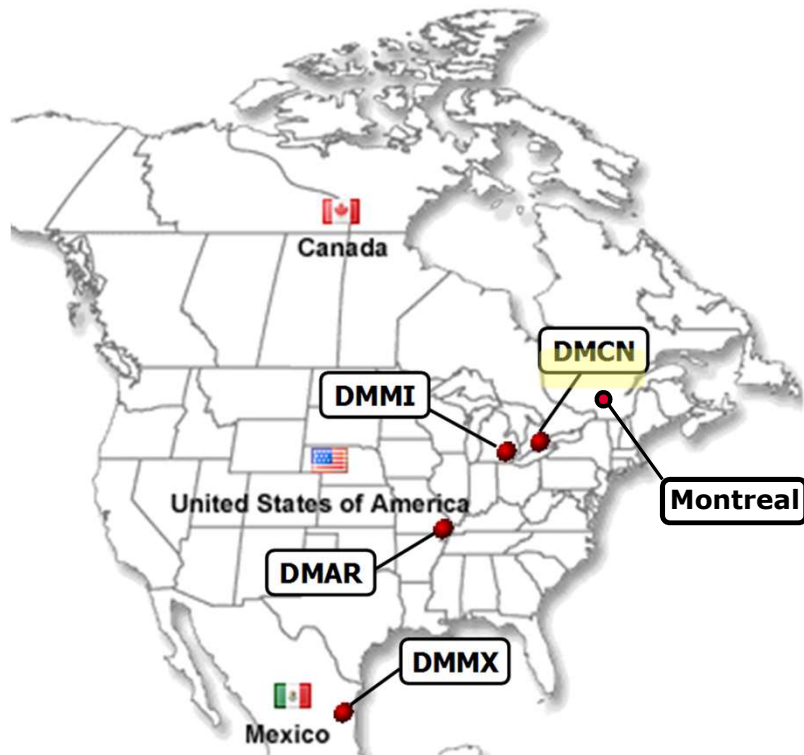 Canada
DMCN
DMMI
Montreal
United States of America
DMAR
DMMX
Mexico